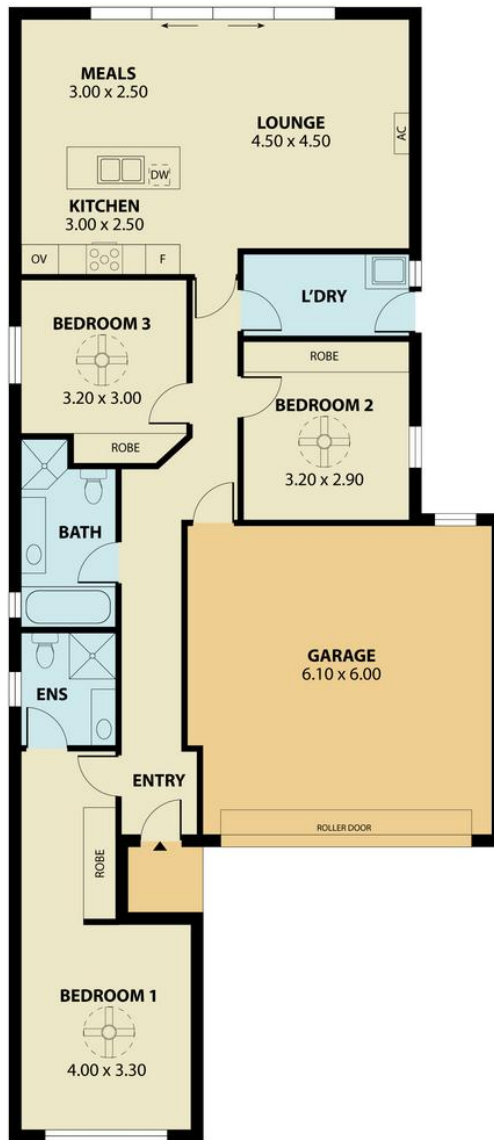 MEALS
3.00 x 2.50
LOUNGE
4.50 x 4.50
AC
DW
KITCHEN
3.00 x 2.50
OV
F
L'DRY
BEDROOM 3
3.20 x 3.00
ROBE
ROBE
BEDROOM 2
3.20 x 2.90
BATH
GARAGE
6.10 x 6.00
ENS
ENTRY
ROLLER DOOR
ROBE
BEDROOM 1
4.00 x 3.30